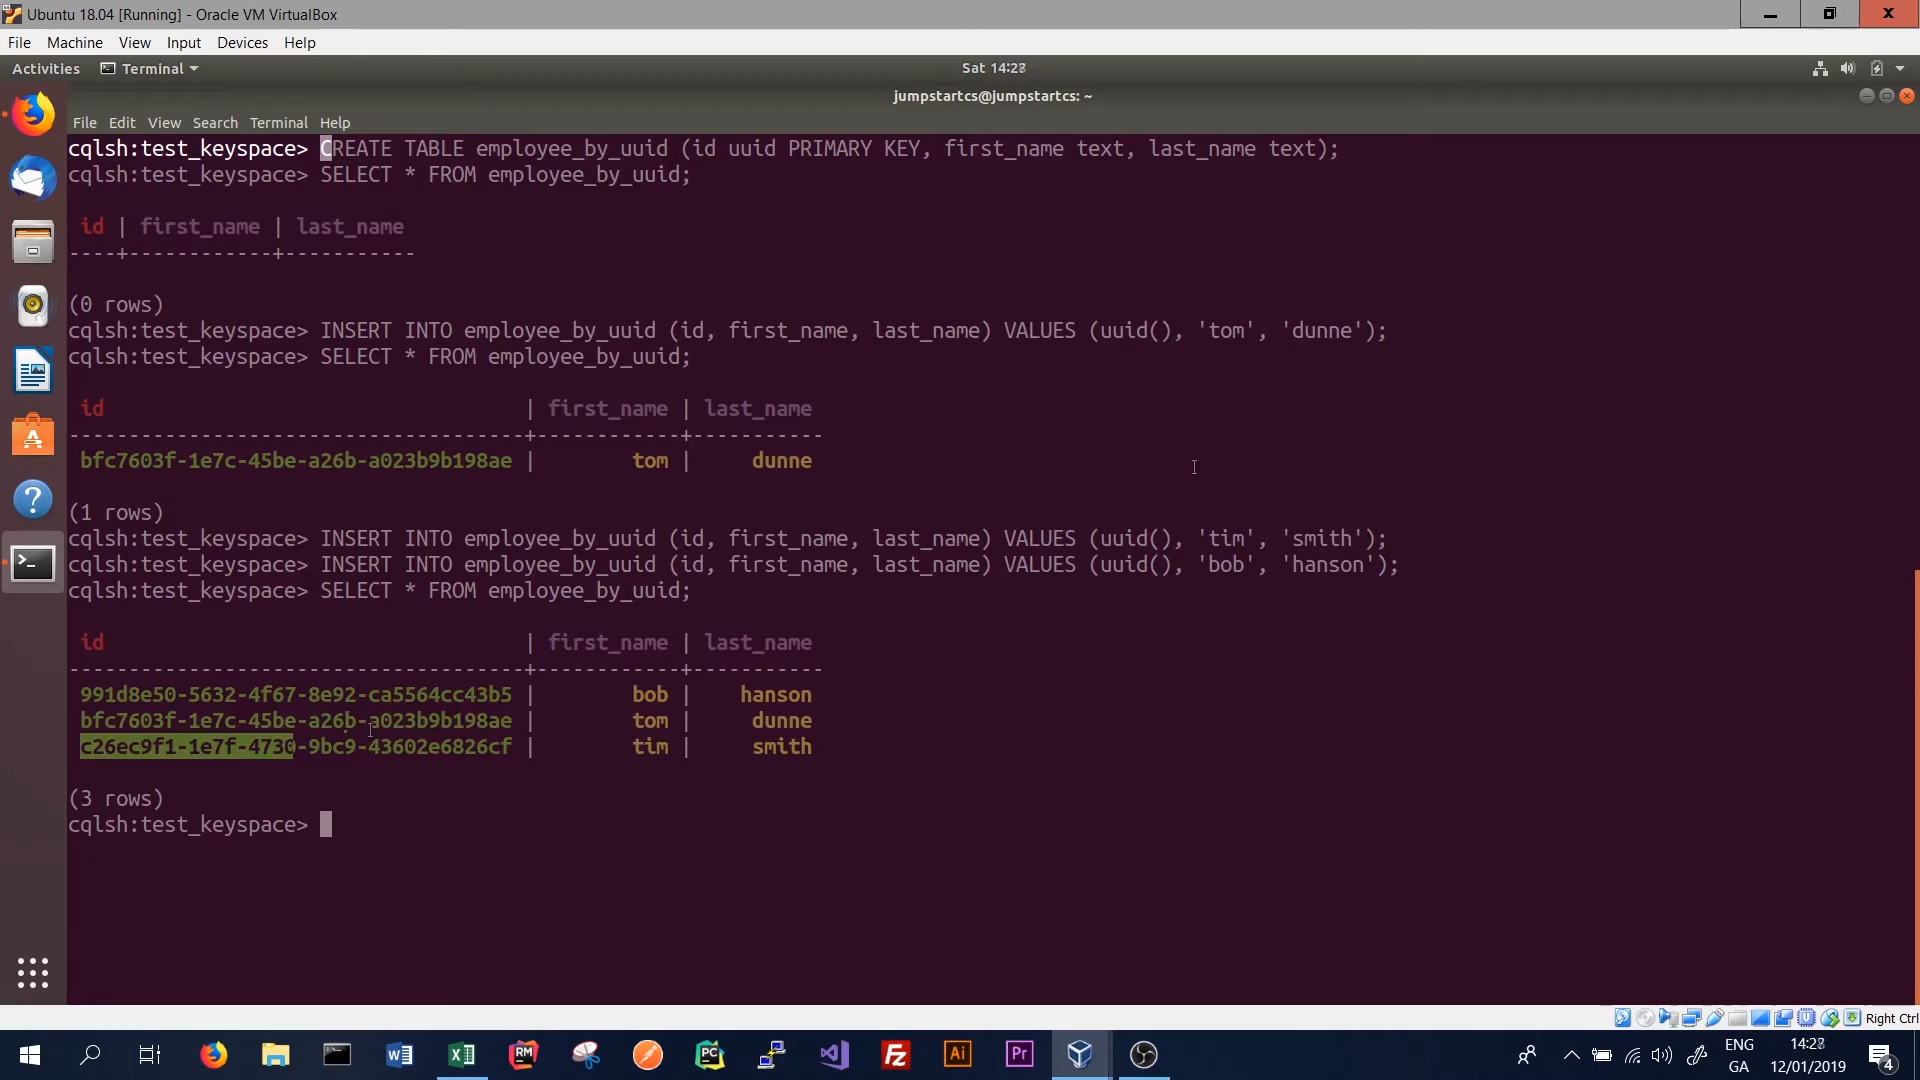 Ubuntu 18.04 [Running] - Oracle VM VirtualBox
File Machine View Input Devices Help
Activities Terminal
jumpstartcs@jumpstartcs: ~
File Edit View Search Terminal Help
cqlsh:test_keyspace> CREATE TABLE employee_by_uuid (id uuid PRIMARY KEY, first_name text, last_name text);
cqlsh:test_keyspace> SELECT * FROM employee_by_uuid;
id | first_name | last_name
----+------------+-----------
(0 rows)
cqlsh:test_keyspace> INSERT INTO employee_by_uuid (id, first_name, last_name) VALUES (uuid(), 'tom', 'dunne');
cqlsh:test_keyspace> SELECT * FROM employee_by_uuid;
id | first_name | last_name
--------------------------------------+------------+-----------
bfc7603f-1e7c-45be-a26b-a023b9b198ae | tom | dunne
(1 rows)
cqlsh:test_keyspace> INSERT INTO employee_by_uuid (id, first_name, last_name) VALUES (uuid(), 'tim', 'smith');
cqlsh:test_keyspace> INSERT INTO employee_by_uuid (id, first_name, last_name) VALUES (uuid(), 'bob', 'hanson');
cqlsh:test_keyspace> SELECT * FROM employee_by_uuid;
id | first_name | last_name
--------------------------------------+------------+-----------
991d8e50-5632-4f67-8e92-ca5564cc43b5 | bob | hanson
bfc7603f-1e7c-45be-a26b-a023b9b198ae | tom | dunne
c26ec9f1-1e7f-4730-9bc9-43602e6826cf | tim | smith
(3 rows)
cqlsh:test_keyspace>
Right Ctrl
ENG
GA 12/01/2019
4